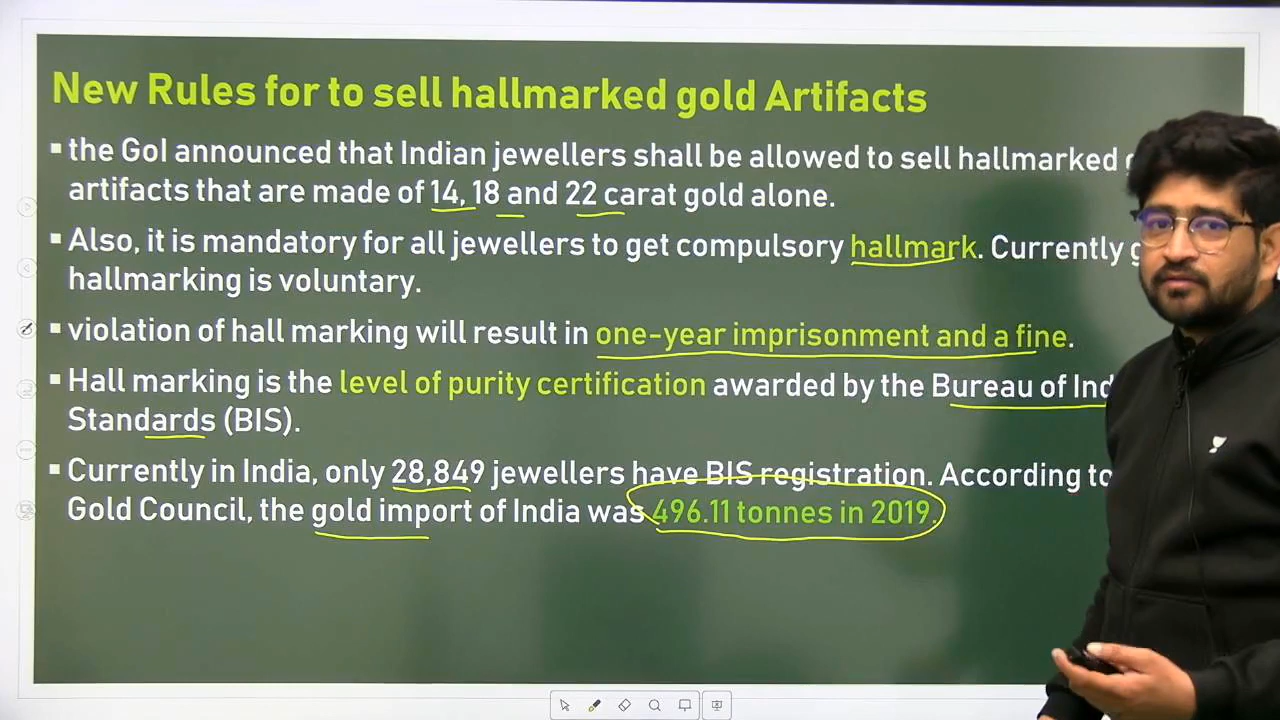 New Rules for to sell hallmarked gold Artifacts
▪ the GoI announced that Indian jewellers shall be allowed to sell hallmarked
artifacts that are made of 14, 18 and 22 carat gold alone.
▪ Also, it is mandatory for all jewellers to get compulsory hallmark. Currently
hallmarking is voluntary.
▪ violation of hall marking will result in one-year imprisonment and a fine.
▪ Hall marking is the level of purity certification awarded by the Bureau of Ind
Standards (BIS).
▪ Currently in India, only 28,849 jewellers have BIS registration. According to
Gold Council, the gold import of India was 496.11 tonnes in 2019.